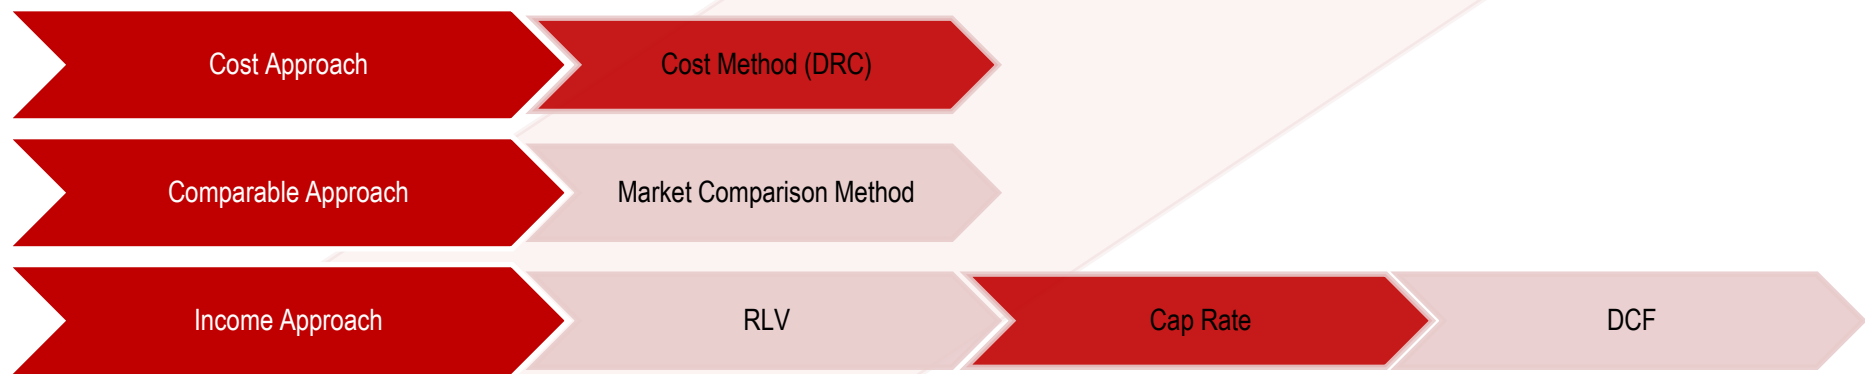 Cost Approach
Cost Method (DRC)
Comparable Approach
Market Comparison Method
Income Approach
RLV
Cap Rate
DCF